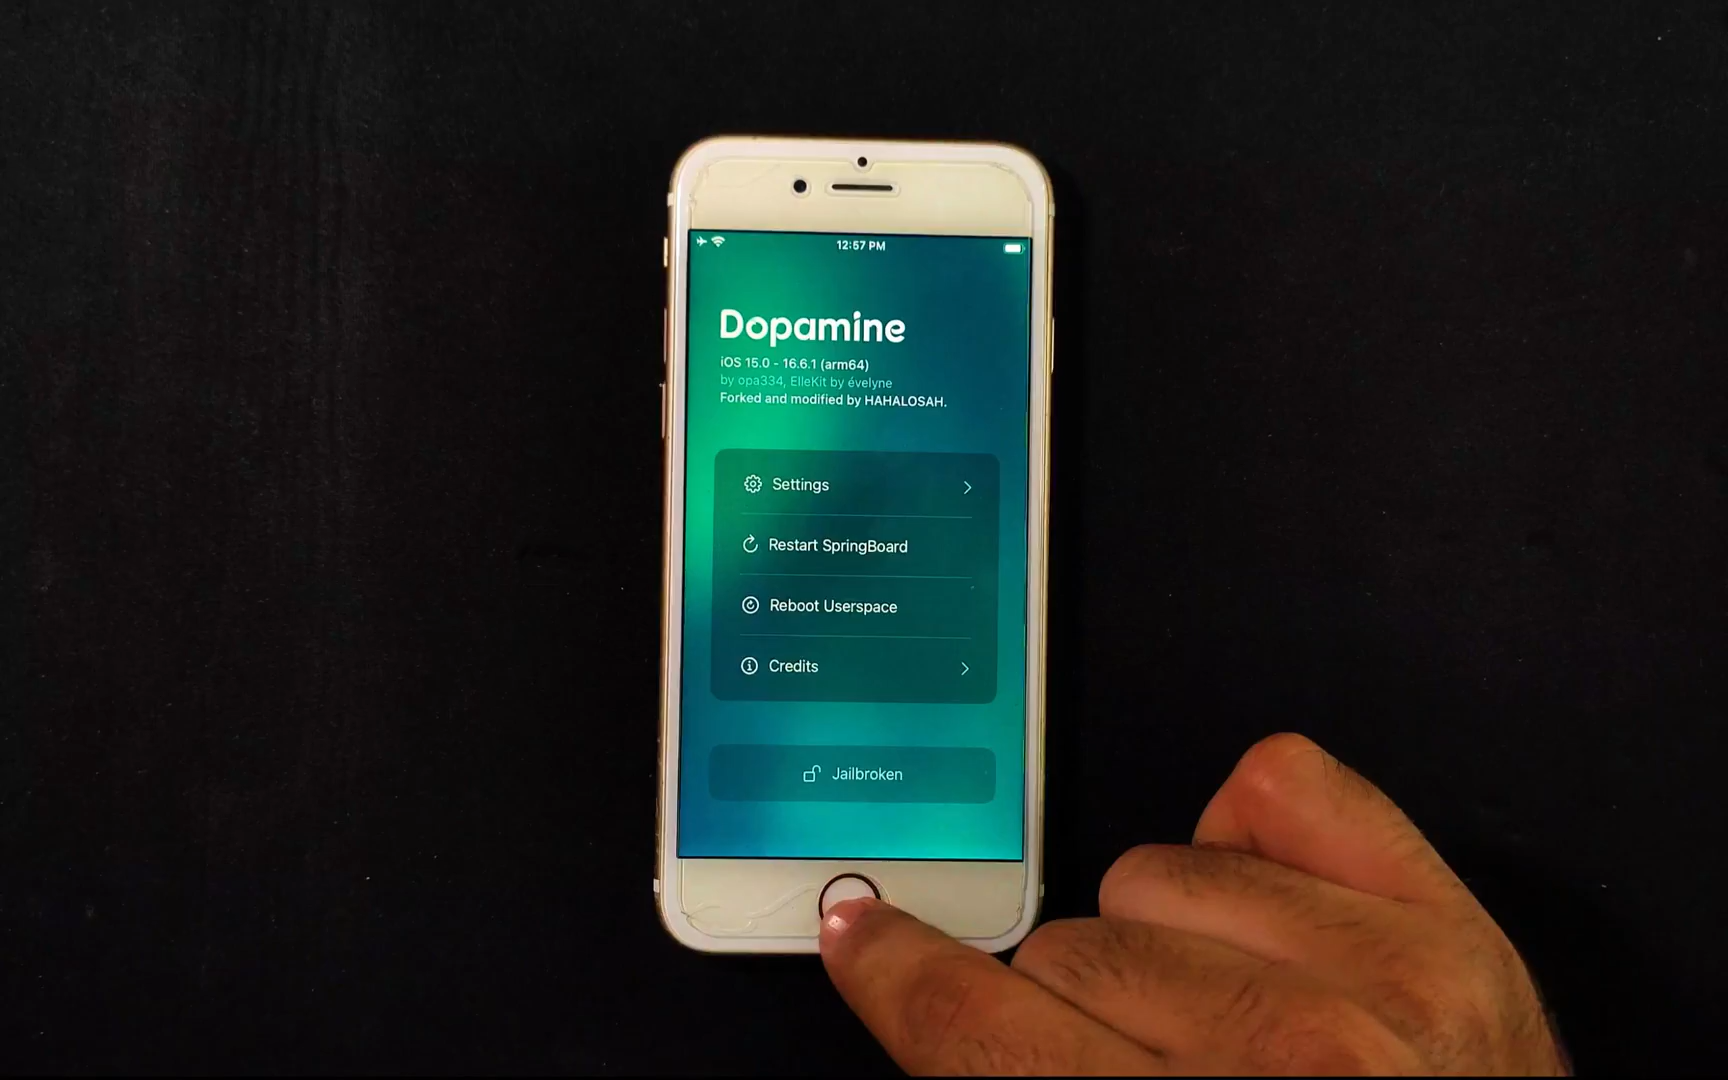 12:57 PM
Dopamine
iOS 15.0 - 16.6.1 (arm64)
by opa334, ElleKit by évelyne
Forked and modified by HAHALOSAH.
Settings
Restart SpringBoard
Reboot Userspace
Credits
Jailbroken